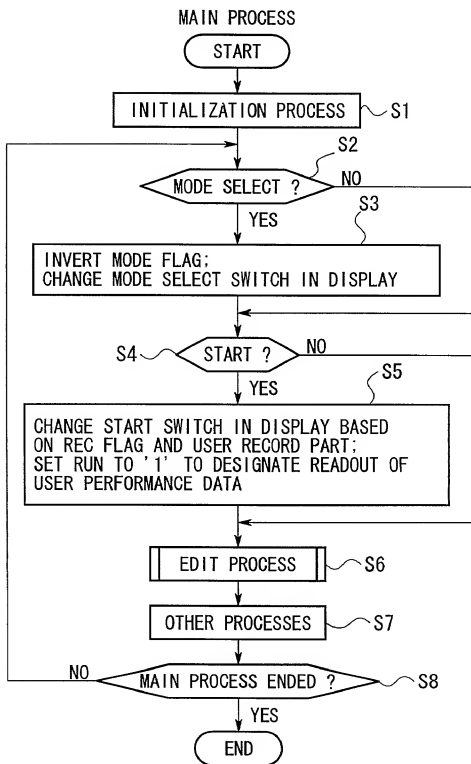 MAIN PROCESS
START
INITIALIZATION PROCESS
S1
S2
MODE SELECT ?
NO
YES
S3
INVERT MODE FLAG;
CHANGE MODE SELECT SWITCH IN DISPLAY
S4
START ?
NO
YES
S5
CHANGE START SWITCH IN DISPLAY BASED
ON REC FLAG AND USER RECORD PART;
SET RUN TO '1' TO DESIGNATE READOUT OF
USER PERFORMANCE DATA
EDIT PROCESS
S6
OTHER PROCESSES
S7
NO
MAIN PROCESS ENDED ?
S8
YES
END